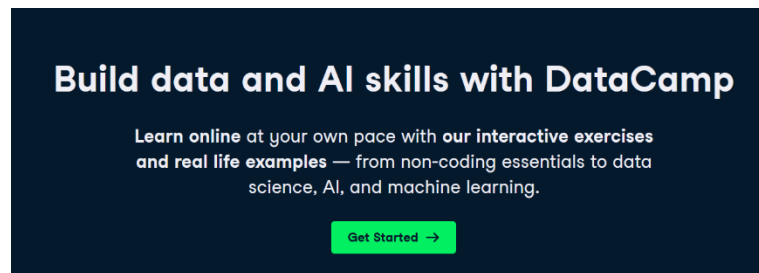 Build data and AI skills with DataCamp
Learn online at your own pace with our interactive exercises
and real life examples — from non-coding essentials to data
science, AI, and machine learning.
Get Started →